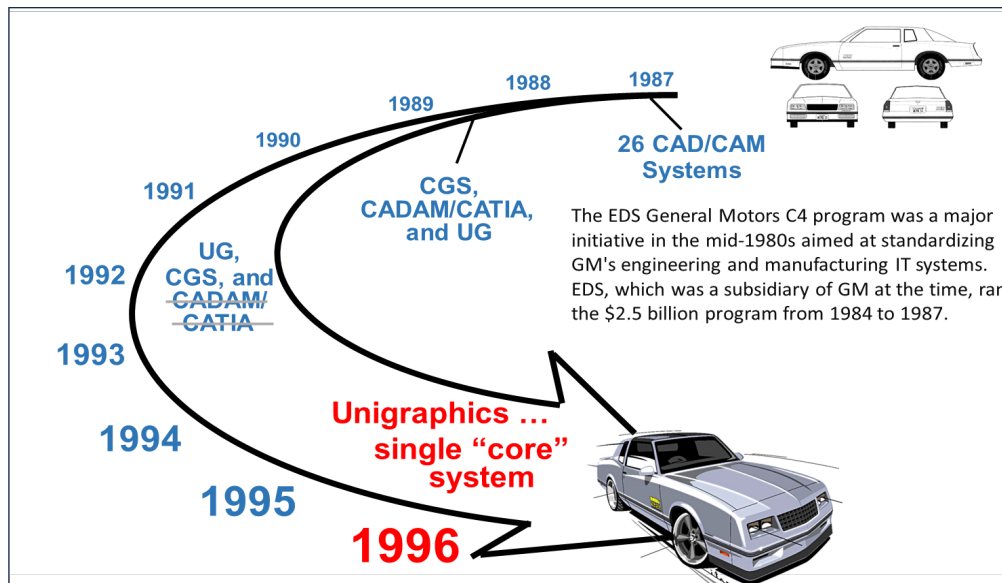 1987
1988
1989
1990
1991
1992
1993
1994
1995
1996
26 CAD/CAM
Systems
CGS,
CADAM/CATIA,
and UG
UG,
CGS, and
CADAM/
CATIA
Unigraphics …
single “core”
system
The EDS General Motors C4 program was a major
initiative in the mid-1980s aimed at standardizing
GM's engineering and manufacturing IT systems.
EDS, which was a subsidiary of GM at the time, ran
the $2.5 billion program from 1984 to 1987.